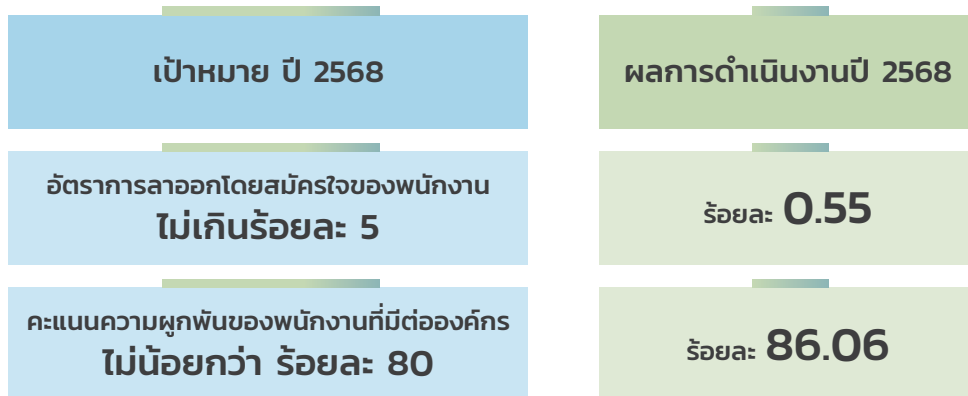 เป้าหมาย ปี 2568
ผลการดำเนินงานปี 2568
อัตราการลาออกโดยสมัครใจของพนักงาน
ไม่เกินร้อยละ 5
ร้อยละ 0.55
คะแนนความผูกพันของพนักงานที่มีต่อองค์กร
ไม่น้อยกว่า ร้อยละ 80
ร้อยละ 86.06